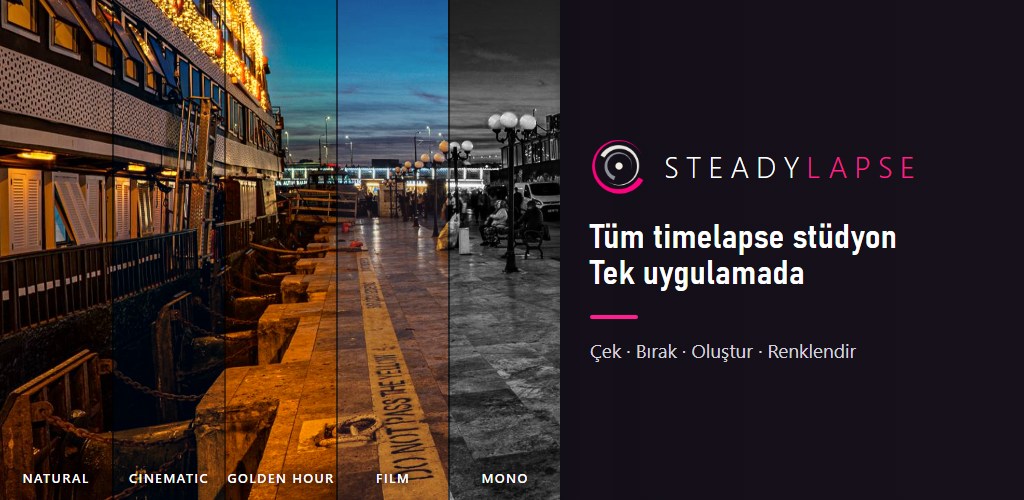 STEADYLAPSE
Tüm timelapse stüdyon
Tek uygulamada
Çek · Bırak · Oluştur · Renklendir
DO NOT PASS THE YELLOW
NATURAL
CINEMATIC
GOLDEN HOUR
FILM
MONO